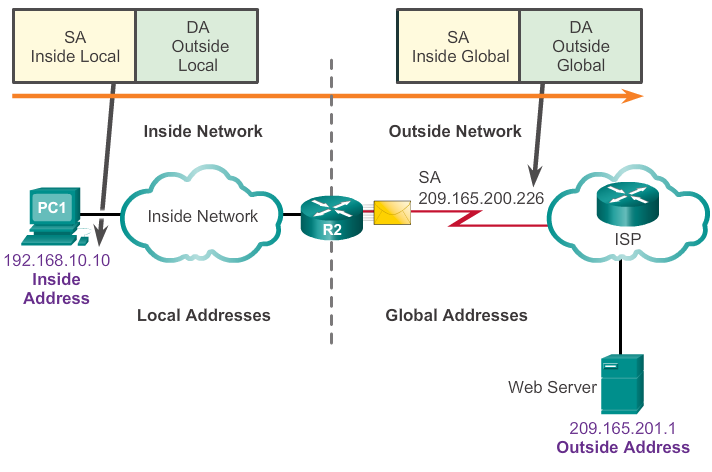 SA
Inside Local
DA
Outside
Local
SA
Inside Global
DA
Outside
Global
Inside Network
Outside Network
PC1
Inside Network
R2
SA
209.165.200.226
ISP
192.168.10.10
Inside
Address
Local Addresses
Global Addresses
Web Server
209.165.201.1
Outside Address